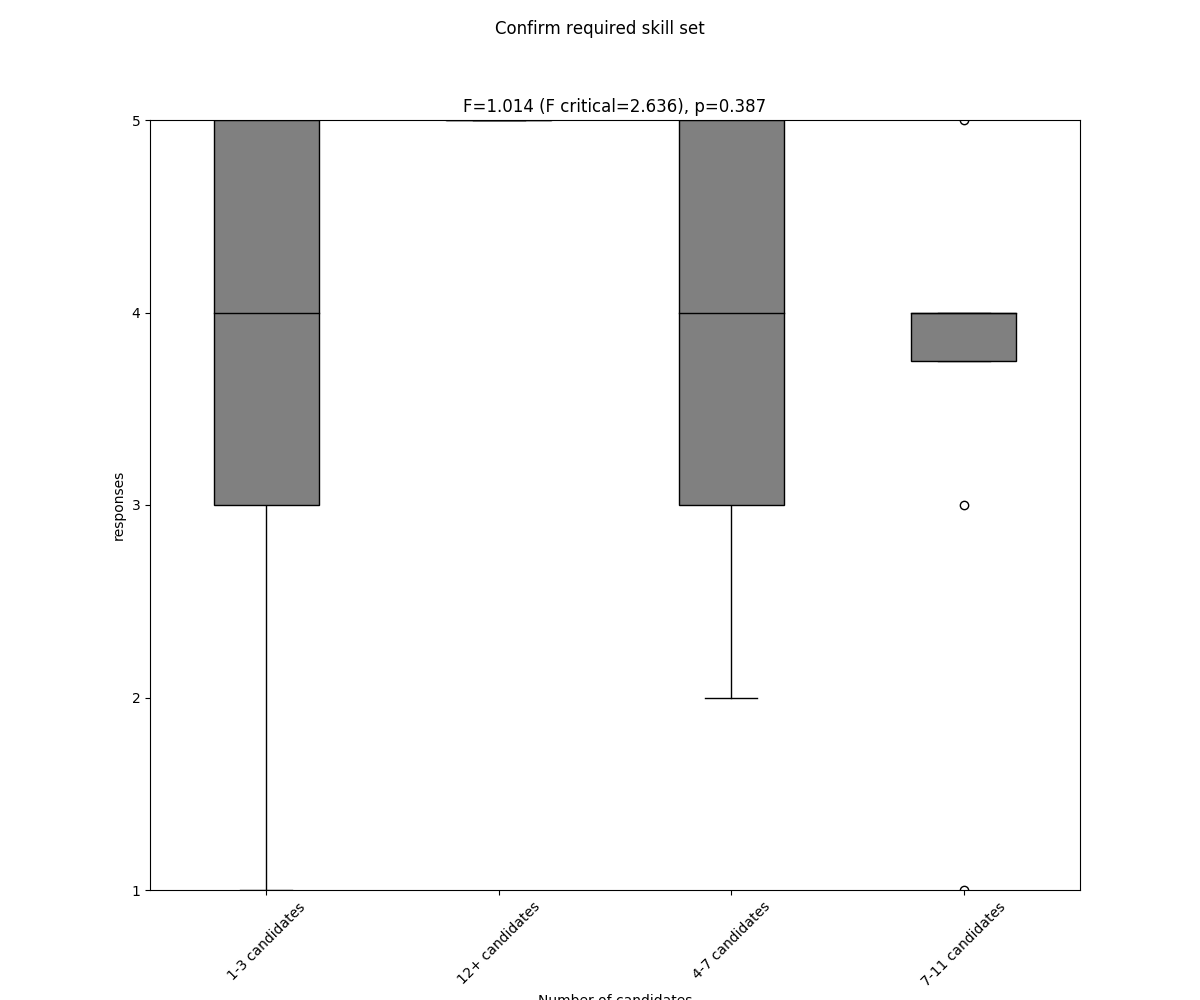 Confirm required skill set
F=1.014 (F critical=2.636), p=0.387
5
4
3
2
1
responses
1-3 candidates
12+ candidates
4-7 candidates
7-11 candidates
Number of candidates